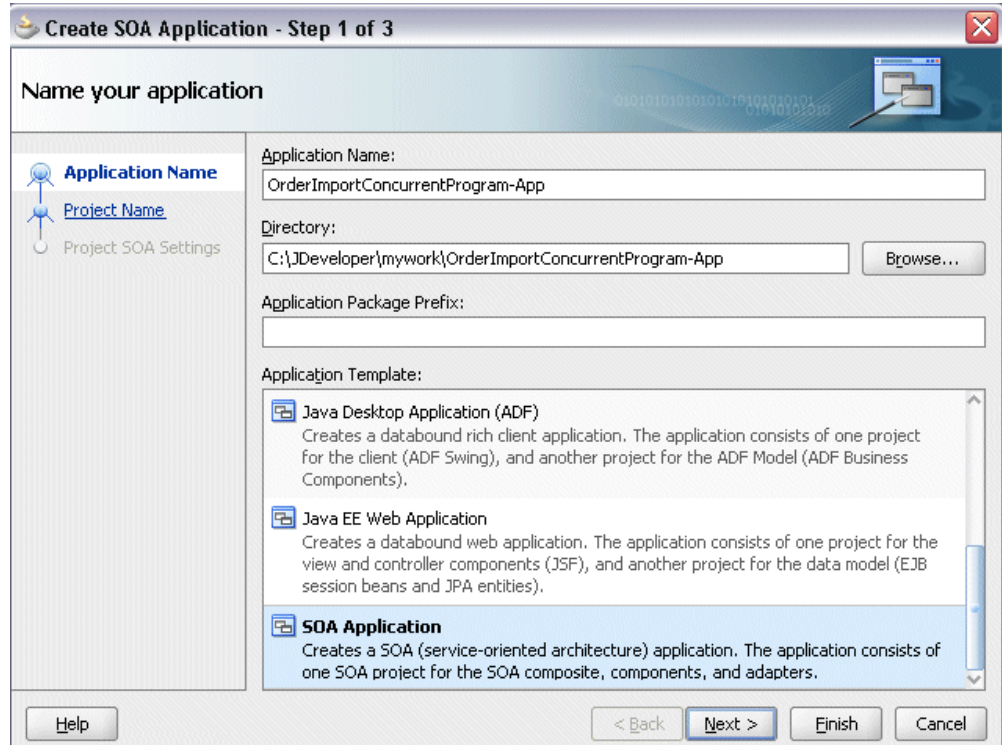 Create SOA Application - Step 1 of 3
Name your application
Application Name
Project Name
Project SOA Settings
Application Name:
OrderImportConcurrentProgram-App
Directory:
C:\JDeveloper\mywork\OrderImportConcurrentProgram-App
Browse...
Application Package Prefix:
Application Template:
Java Desktop Application (ADF)
Creates a databound rich client application. The application consists of one project
for the client (ADF Swing), and another project for the ADF Model (ADF Business
Components).
Java EE Web Application
Creates a databound web application. The application consists of one project for the
view and controller components (JSF), and another project for the data model (EJB
session beans and JPA entities).
SOA Application
Creates a SOA (service-oriented architecture) application. The application consists of
one SOA project for the SOA composite, components, and adapters.
Help
< Back
Next >
Finish
Cancel